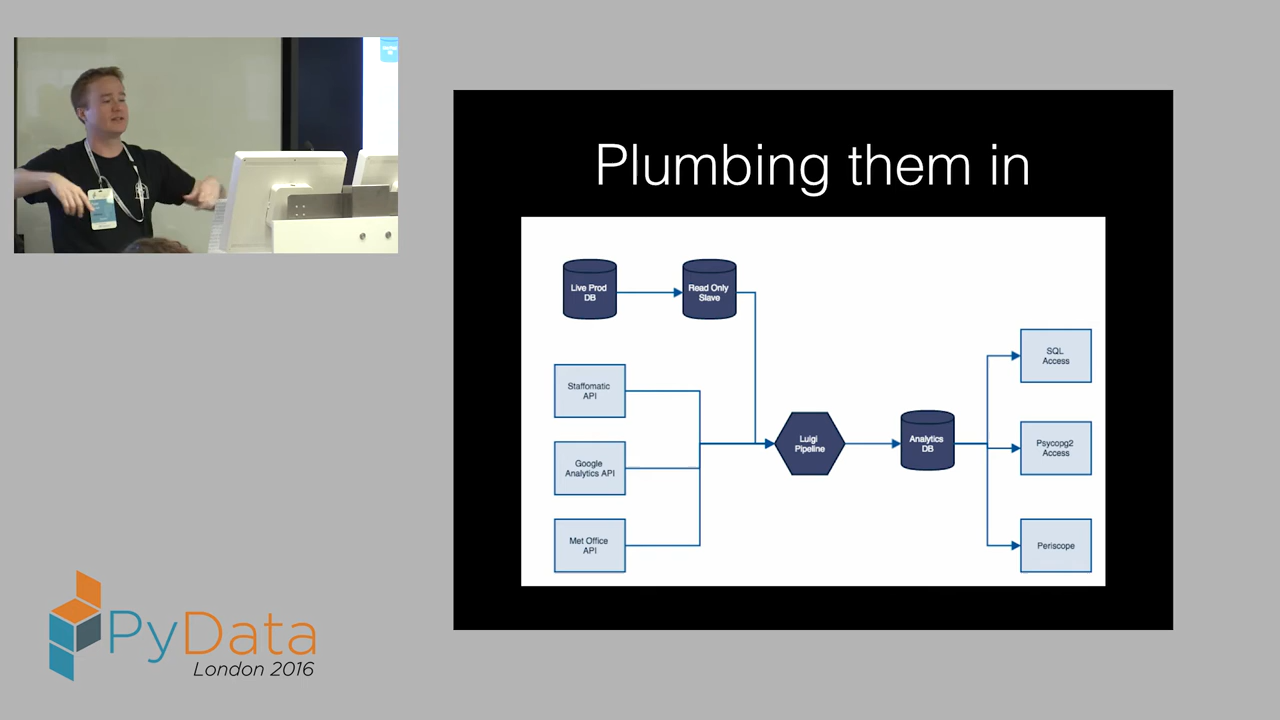 Plumbing them in
Live Prod
DB
Read Only
Slave
Staffomatic
API
Google
Analytics API
Met Office
API
Luigi
Pipeline
Analytics
DB
SQL
Access
Psycopg2
Access
Periscope
PyData
London 2016